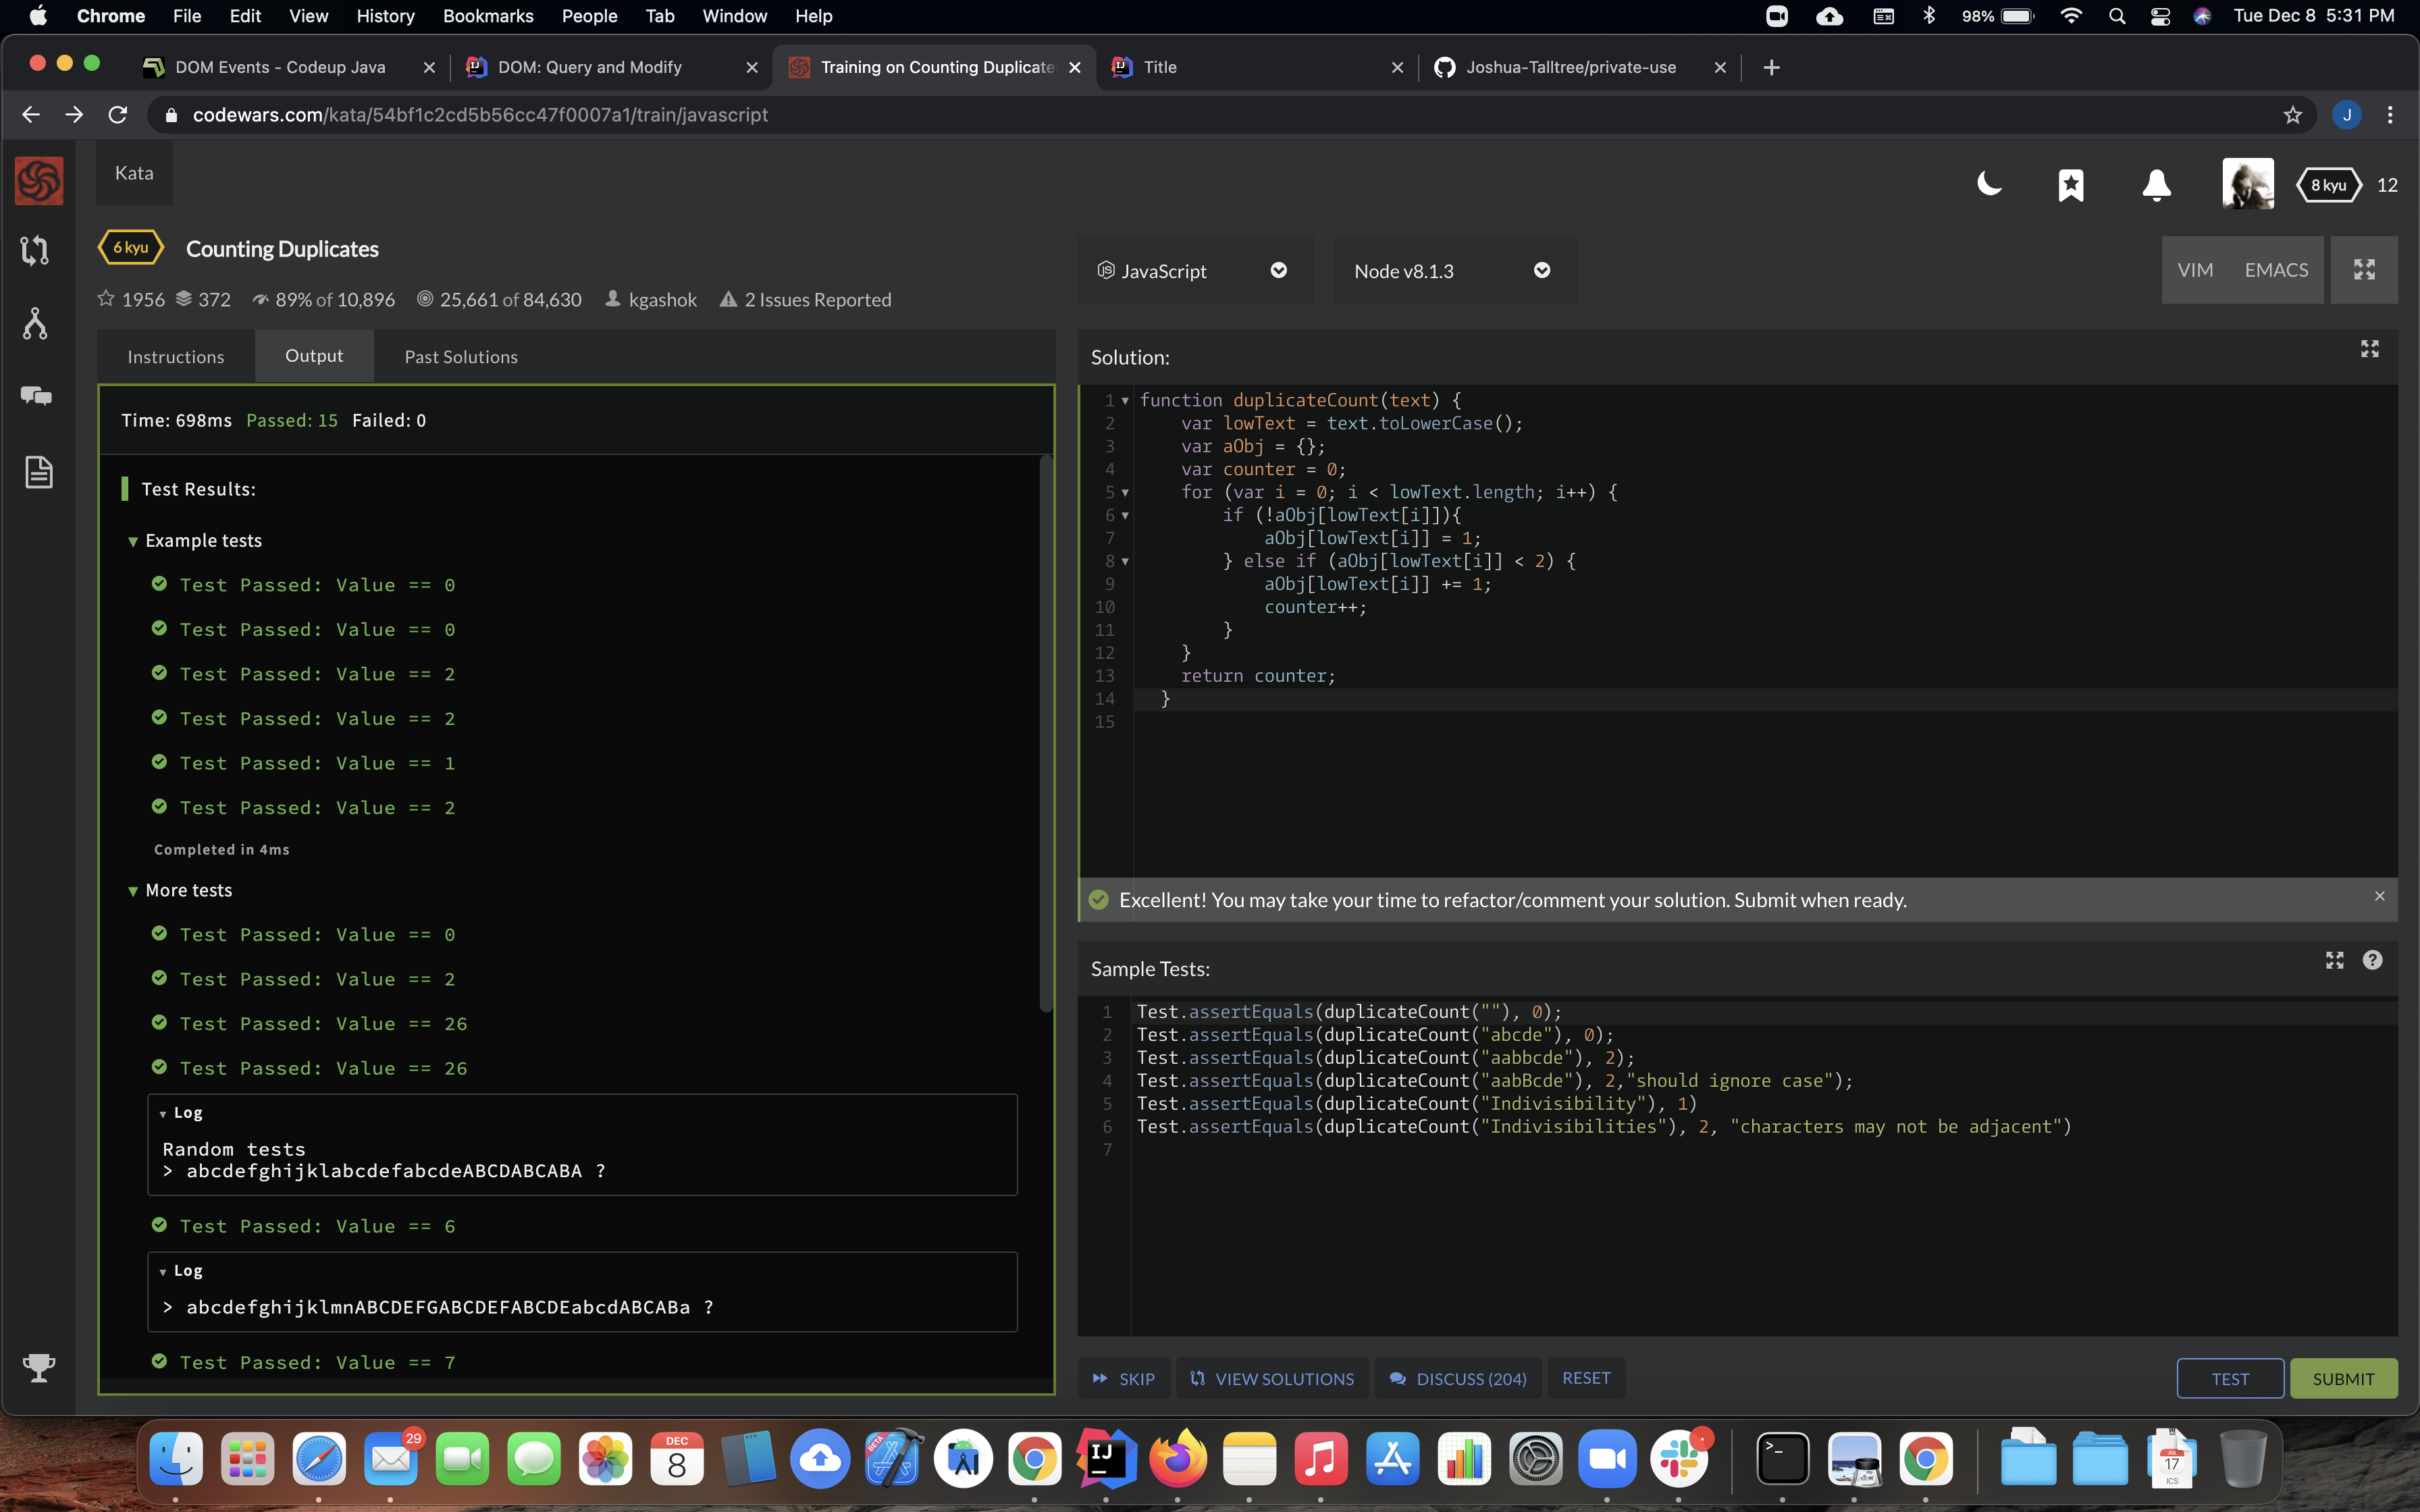 Chrome File Edit View History Bookmarks People Tab Window Help 98% Tue Dec 8 5:31 PM
DOM Events - Codeup Java DOM: Query and Modify Training on Counting Duplicate Title Joshua-Talltree/private-use
codewars.com/kata/54bf1c2cd5b56cc47f0007a1/train/javascript J
Kata
8 kyu 12
6 kyu Counting Duplicates
JavaScript Node v8.1.3 VIM EMACS
1956 372 89% of 10,896 25,661 of 84,630 kgashok 2 Issues Reported
Instructions Output Past Solutions
Time: 698ms Passed: 15 Failed: 0
Test Results:
Example tests
Test Passed: Value == 0
Test Passed: Value == 0
Test Passed: Value == 2
Test Passed: Value == 2
Test Passed: Value == 1
Test Passed: Value == 2
Completed in 4ms
More tests
Test Passed: Value == 0
Test Passed: Value == 2
Test Passed: Value == 26
Test Passed: Value == 26
Log
Random tests
> abcdefghijklabcdefabcdeABCDABCABA ?
Test Passed: Value == 6
Log
> abcdefghijklmnABCDEFGABCDEFABCDEabcdABCABa ?
Test Passed: Value == 7
Solution:
1 function duplicateCount(text) {
2 var lowText = text.toLowerCase();
3 var aObj = {};
4 var counter = 0;
5 for (var i = 0; i < lowText.length; i++) {
6 if (!aObj[lowText[i]]){
7 aObj[lowText[i]] = 1;
8 } else if (aObj[lowText[i]] < 2) {
9 aObj[lowText[i]] += 1;
10 counter++;
11 }
12 }
13 return counter;
14 }
15
Excellent! You may take your time to refactor/comment your solution. Submit when ready.
Sample Tests:
1 Test.assertEquals(duplicateCount(""), 0);
2 Test.assertEquals(duplicateCount("abcde"), 0);
3 Test.assertEquals(duplicateCount("aabbcde"), 2);
4 Test.assertEquals(duplicateCount("aabBcde"), 2,"should ignore case");
5 Test.assertEquals(duplicateCount("Indivisibility"), 1)
6 Test.assertEquals(duplicateCount("Indivisibilities"), 2, "characters may not be adjacent")
7
SKIP VIEW SOLUTIONS DISCUSS (204) RESET TEST SUBMIT
29 DEC 8 BETA IJ >_ JUL 17 ICS